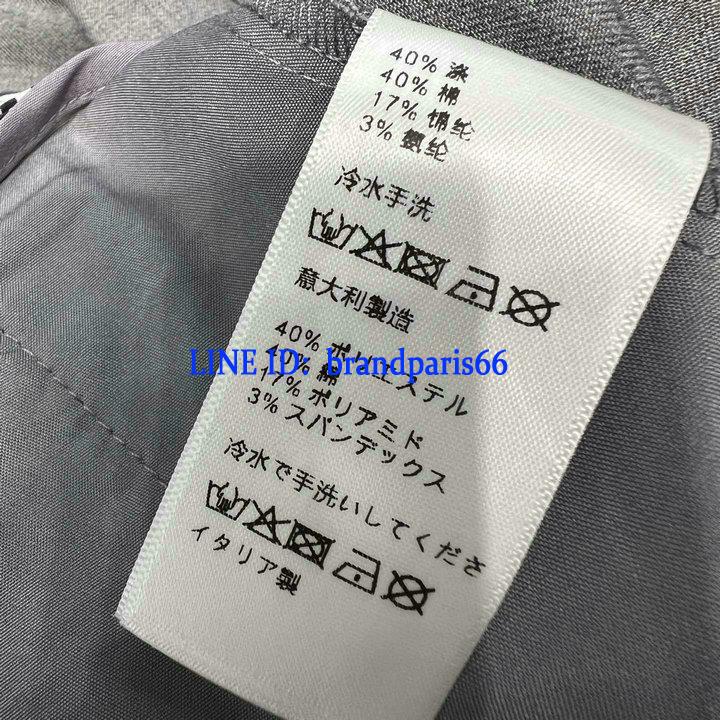 40% 涤
40% 棉
17% 锦纶
3% 氨纶
冷水手洗
意大利製造
40% ポリエステル
LINE ID: brandparis66
40% 綿
17% ポリアミド
3% スパンデックス
冷水で手洗いしてくださ
イタリア製